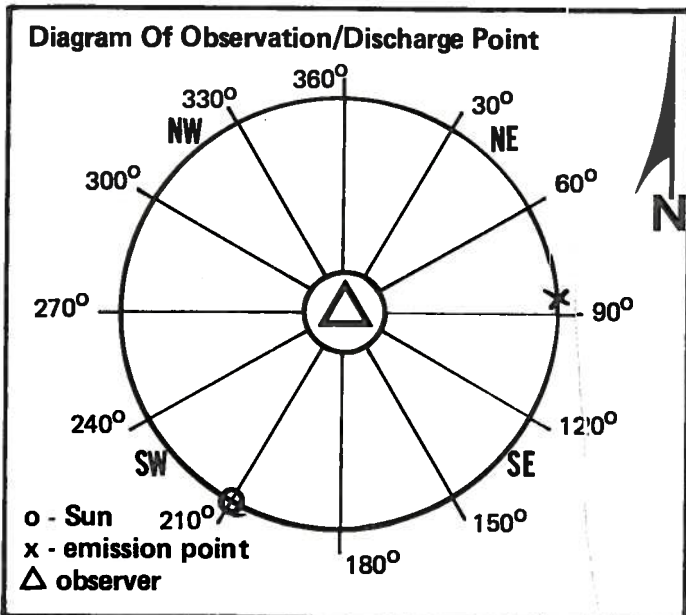 Diagram Of Observation/Discharge Point
360°
330°
30°
NW
NE
300°
60°
N
270°
90°
240°
120°
SW
SE
o - Sun
210°
150°
x - emission point
180°
△ observer